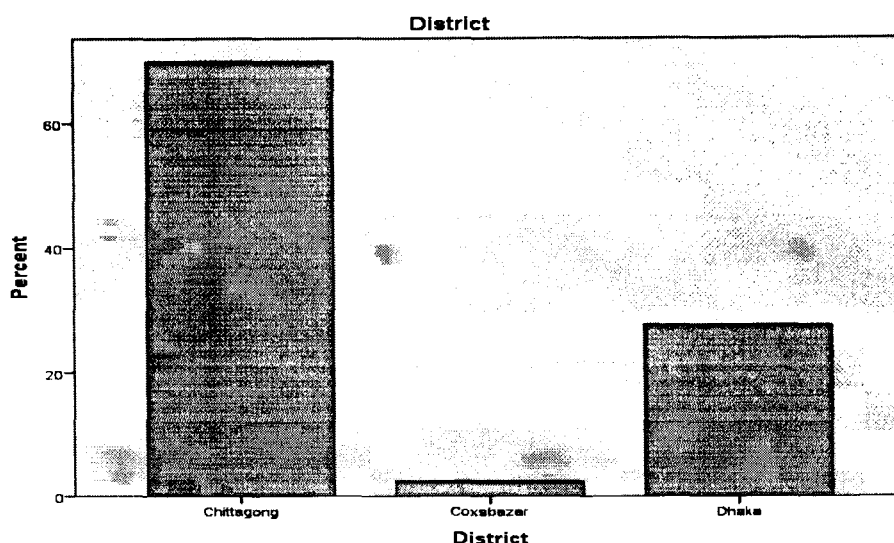 District
60
40
20
0
Percent
Chittagong
Coxsbazar
Dhaka
District